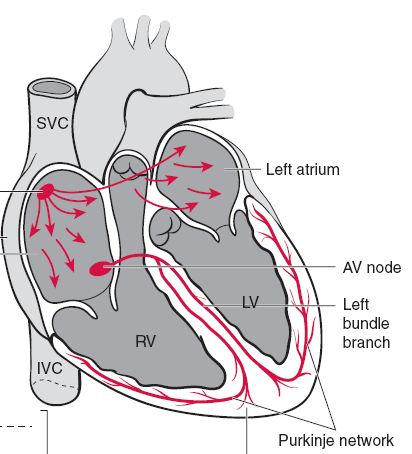 SVC
Left atrium
AV node
LV
Left
bundle
branch
RV
IVC
Purkinje network